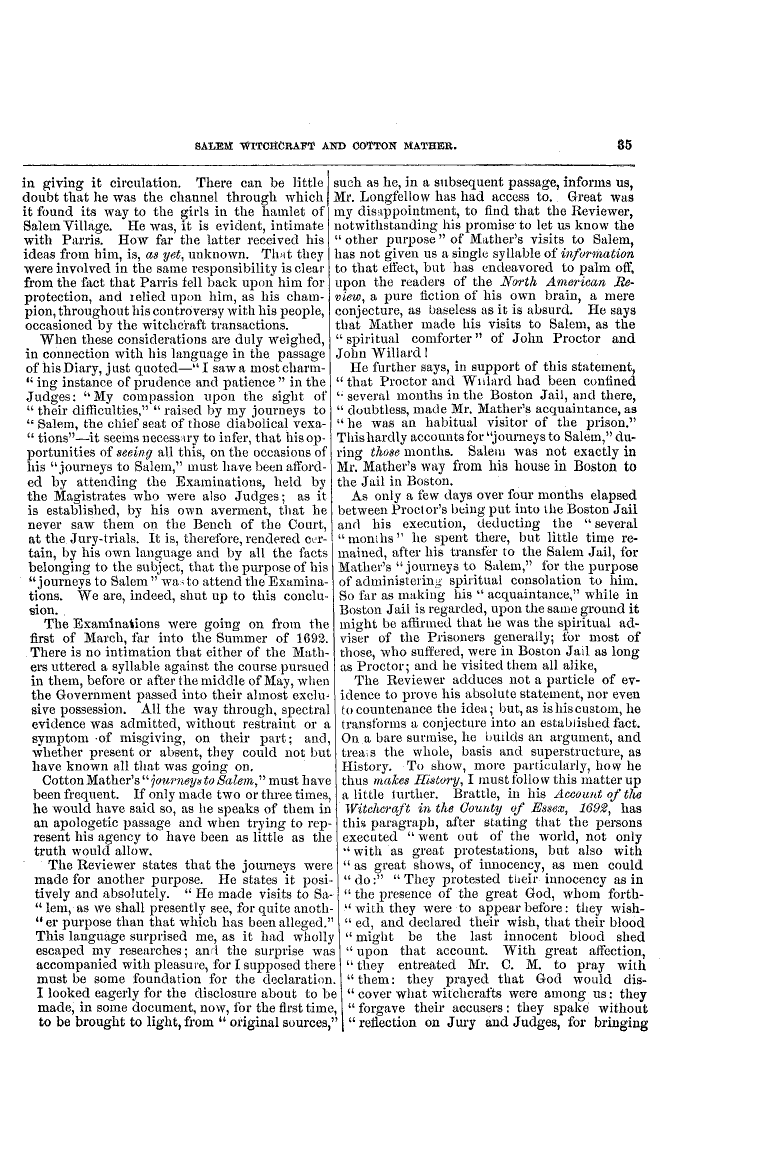 SALEM WITCHCRAFT AND COTTON MATHER. 35
in giving it circulation. There can be little
doubt that he was the channel through which
it found its way to the girls in the hamlet of
Salem Village. He was, it is evident, intimate
with Parris. How far the latter received his
ideas from him, is, as yet, unknown. That they
were involved in the same responsibility is clear
from the fact that Parris fell back upon him for
protection, and relied upon him, as his cham-
pion, throughout his controversy with his people,
occasioned by the witchcraft transactions.
When these considerations are duly weighed,
in connection with his language in the passage
of his Diary, just quoted—"I saw a most charm-
"ing instance of prudence and patience" in the
Judges: "My compassion upon the sight of
"their difficulties," "raised by my journeys to
"Salem, the chief seat of those diabolical vexa-
"tions"—it seems necessary to infer, that his op-
portunities of seeing all this, on the occasions of
his "journeys to Salem," must have been afford-
ed by attending the Examinations, held by
the Magistrates who were also Judges; as it
is established, by his own averment, that he
never saw them on the Bench of the Court,
at the Jury-trials. It is, therefore, rendered cer-
tain, by his own language and by all the facts
belonging to the subject, that the purpose of his
"journeys to Salem" was to attend the Examina-
tions. We are, indeed, shut up to this conclu-
sion.
The Examinations were going on from the
first of March, far into the Summer of 1692.
There is no intimation that either of the Math-
ers uttered a syllable against the course pursued
in them, before or after the middle of May, when
the Government passed into their almost exclu-
sive possession. All the way through, spectral
evidence was admitted, without restraint or a
symptom of misgiving, on their part; and,
whether present or absent, they could not but
have known all that was going on.
Cotton Mather's "journeys to Salem," must have
been frequent. If only made two or three times,
he would have said so, as he speaks of them in
an apologetic passage and when trying to rep-
resent his agency to have been as little as the
truth would allow.
The Reviewer states that the journeys were
made for another purpose. He states it posi-
tively and absolutely. "He made visits to Sa-
"lem, as we shall presently see, for quite anoth-
"er purpose than that which has been alleged."
This language surprised me, as it had wholly
escaped my researches; and the surprise was
accompanied with pleasure, for I supposed there
must be some foundation for the declaration.
I looked eagerly for the disclosure about to be
made, in some document, now, for the first time,
to be brought to light, from "original sources,"
such as he, in a subsequent passage, informs us,
Mr. Longfellow has had access to. Great was
my disappointment, to find that the Reviewer,
notwithstanding his promise to let us know the
"other purpose" of Mather's visits to Salem,
has not given us a single syllable of information
to that effect, but has endeavored to palm off,
upon the readers of the North American Re-
view, a pure fiction of his own brain, a mere
conjecture, as baseless as it is absurd. He says
that Mather made his visits to Salem, as the
"spiritual comforter" of John Proctor and
John Willard!
He further says, in support of this statement,
"that Proctor and Willard had been confined
"several months in the Boston Jail, and there,
"doubtless, made Mr. Mather's acquaintance, as
"he was an habitual visitor of the prison."
This hardly accounts for "journeys to Salem," du-
ring those months. Salem was not exactly in
Mr. Mather's way from his house in Boston to
the Jail in Boston.
As only a few days over four months elapsed
between Proctor's being put into the Boston Jail
and his execution, deducting the "several
"months" he spent there, but little time re-
mained, after his transfer to the Salem Jail, for
Mather's "journeys to Salem," for the purpose
of administering spiritual consolation to him.
So far as making his "acquaintance," while in
Boston Jail is regarded, upon the same ground it
might be affirmed that he was the spiritual ad-
viser of the Prisoners generally; for most of
those, who suffered, were in Boston Jail as long
as Proctor; and he visited them all alike,
The Reviewer adduces not a particle of ev-
idence to prove his absolute statement, nor even
to countenance the idea; but, as is his custom, he
transforms a conjecture into an established fact.
On a bare surmise, he builds an argument, and
treats the whole, basis and superstructure, as
History. To show, more particularly, how he
thus makes History, I must follow this matter up
a little further. Brattle, in his Account of the
Witchcraft in the County of Essex, 1692, has
this paragraph, after stating that the persons
executed "went out of the world, not only
"with as great protestations, but also with
"as great shows, of innocency, as men could
"do:" "They protested their innocency as in
"the presence of the great God, whom forth-
"with they were to appear before: they wish-
"ed, and declared their wish, that their blood
"might be the last innocent blood shed
"upon that account. With great affection,
"they entreated Mr. C. M. to pray with
"them: they prayed that God would dis-
"cover what witchcrafts were among us: they
"forgave their accusers: they spake without
"reflection on Jury and Judges, for bringing